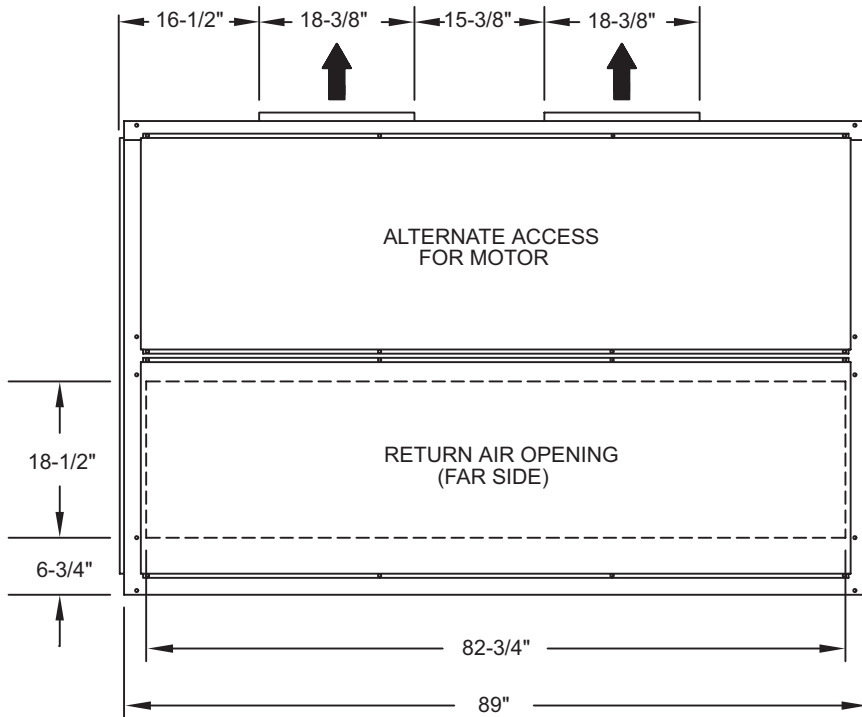 16-1/2"
18-3/8"
15-3/8"
18-3/8"
ALTERNATE ACCESS
FOR MOTOR
18-1/2"
RETURN AIR OPENING
(FAR SIDE)
6-3/4"
82-3/4"
89"